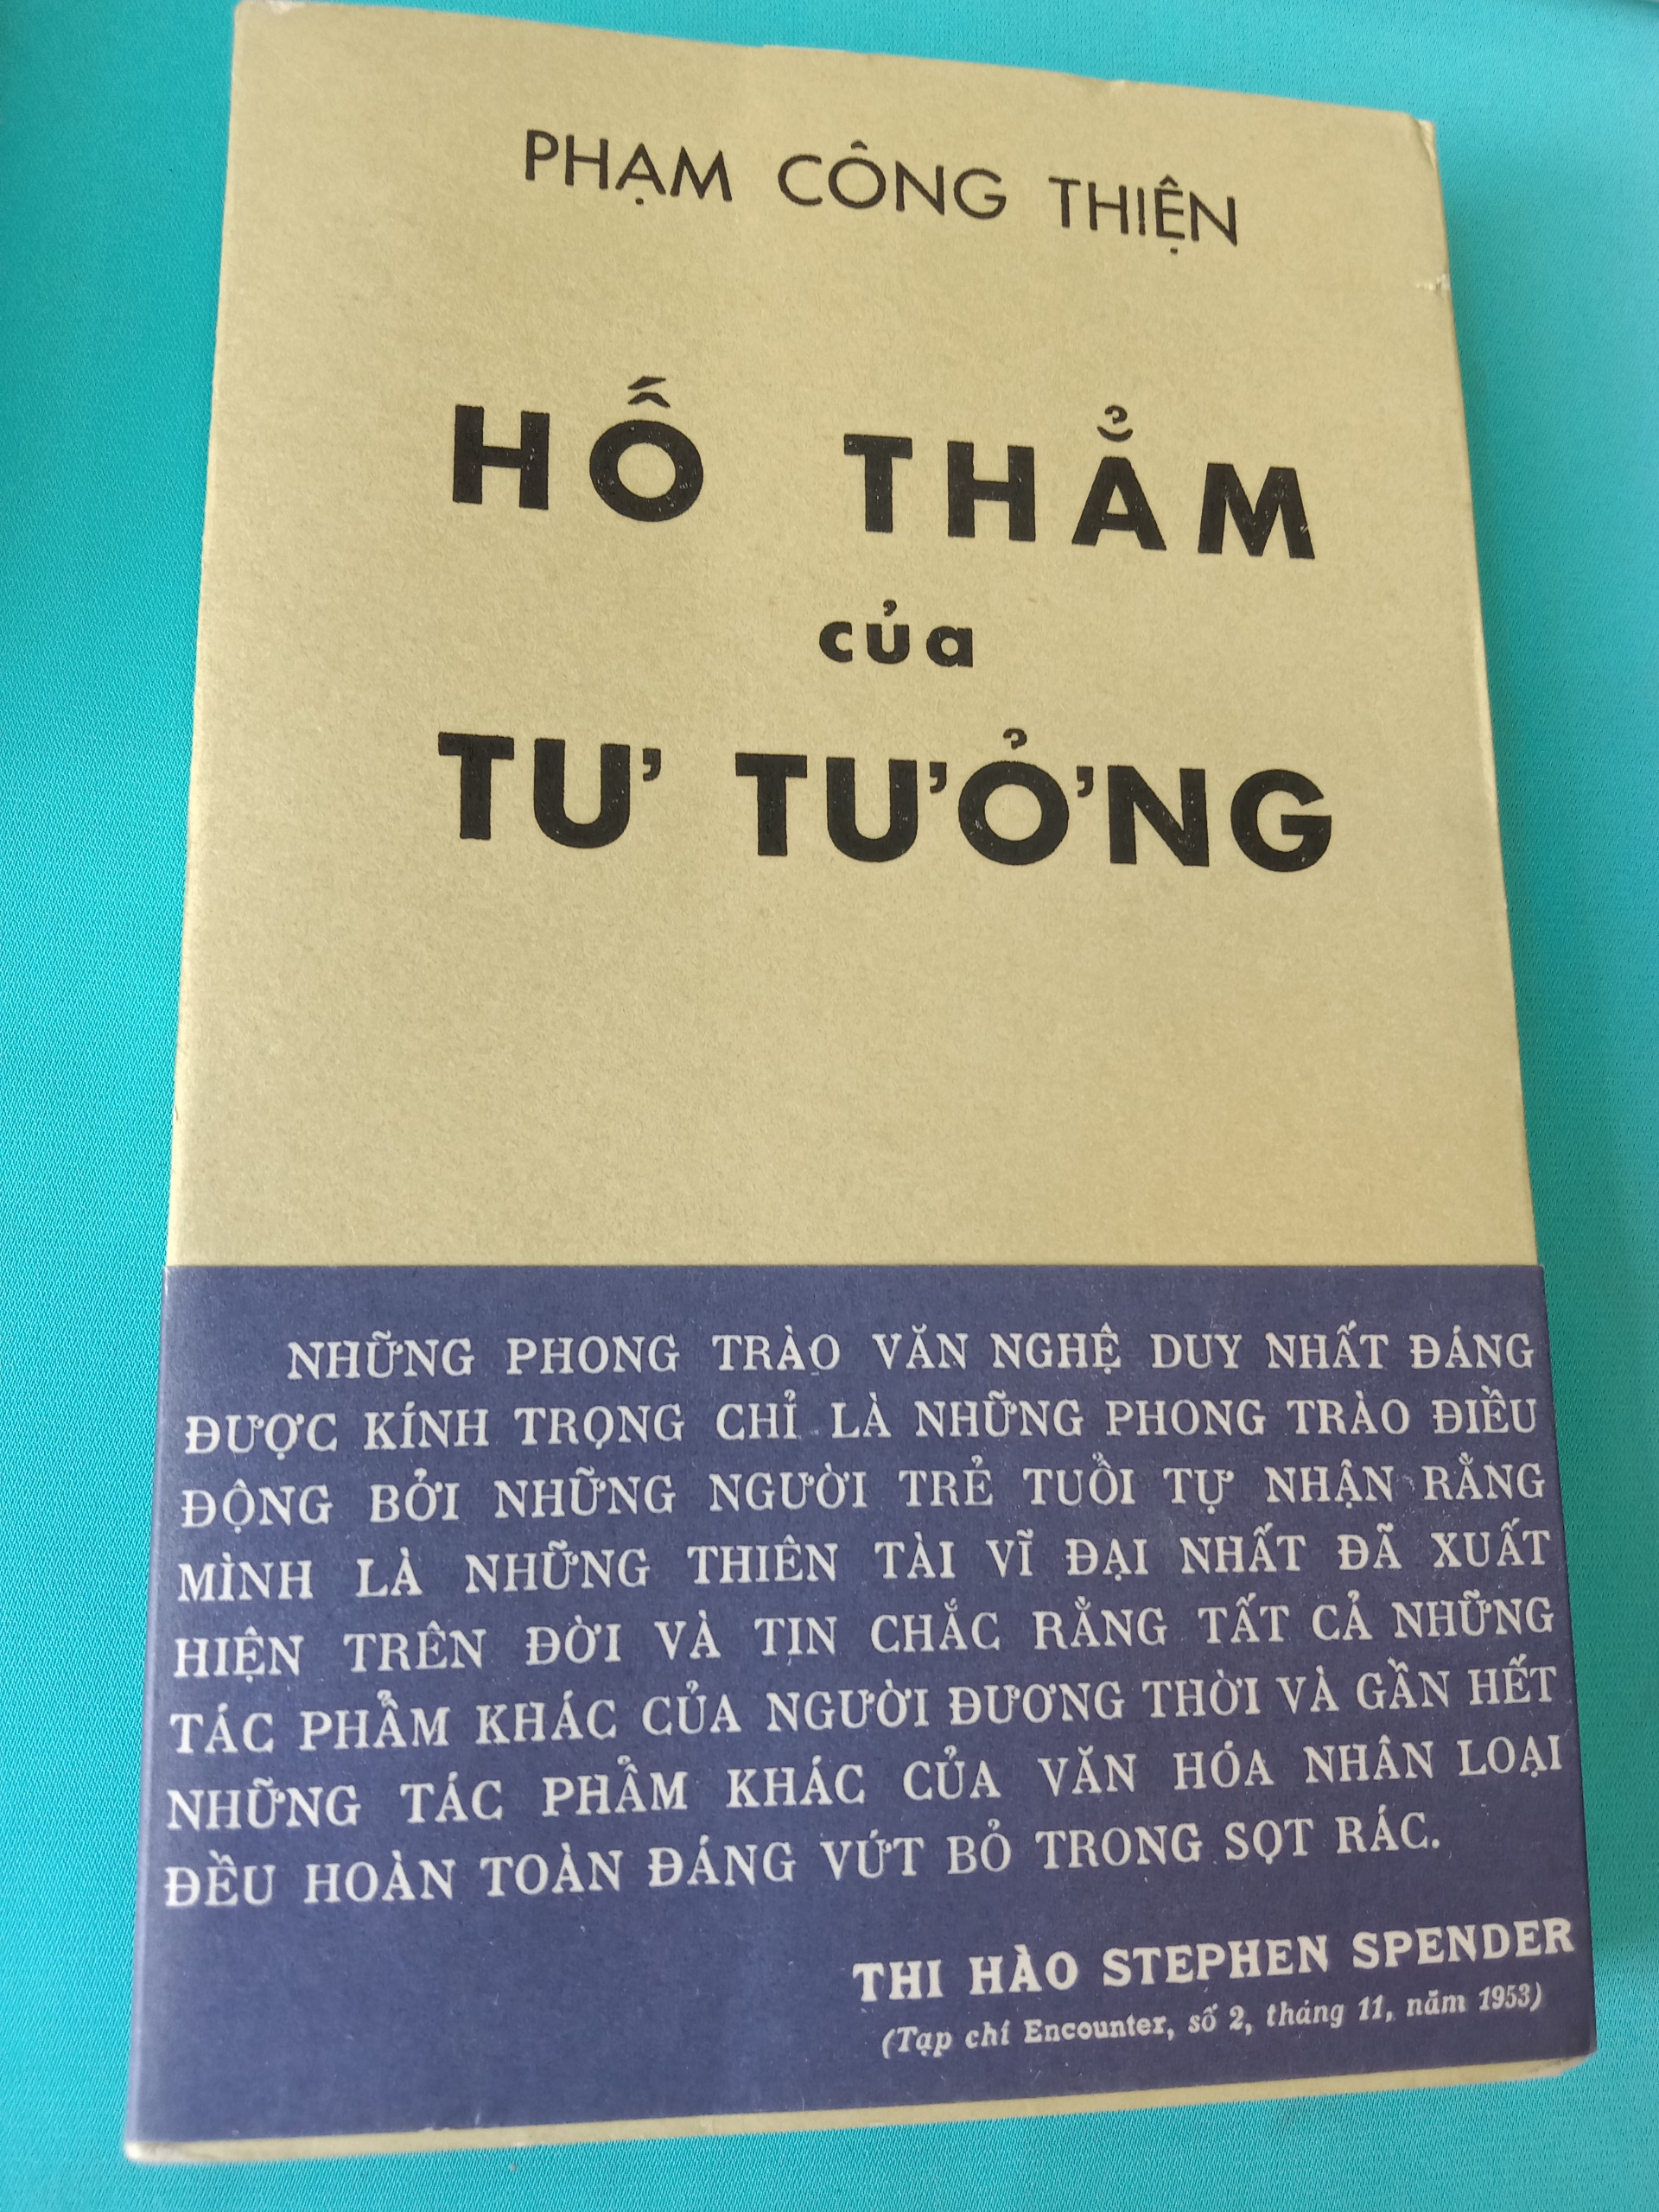 PHẠM CÔNG THIỆN
HỐ THẲM
của
TƯ TƯỞNG
NHỮNG PHONG TRÀO VĂN NGHỆ DUY NHẤT ĐÁNG
ĐƯỢC KÍNH TRỌNG CHỈ LÀ NHỮNG PHONG TRÀO ĐIỀU
ĐỘNG BỞI NHỮNG NGƯỜI TRẺ TUỔI TỰ NHẬN RẰNG
MÌNH LÀ NHỮNG THIÊN TÀI VĨ ĐẠI NHẤT ĐÃ XUẤT
HIỆN TRÊN ĐỜI VÀ TIN CHẮC RẰNG TẤT CẢ NHỮNG
TÁC PHẨM KHÁC CỦA NGƯỜI ĐƯƠNG THỜI VÀ GẦN HẾT
NHỮNG TÁC PHẨM KHÁC CỦA VĂN HÓA NHÂN LOẠI
ĐỀU HOÀN TOÀN ĐÁNG VỨT BỎ TRONG SỌT RÁC.
THI HÀO STEPHEN SPENDER
(Tạp chí Encounter, số 2, tháng 11, năm 1953)